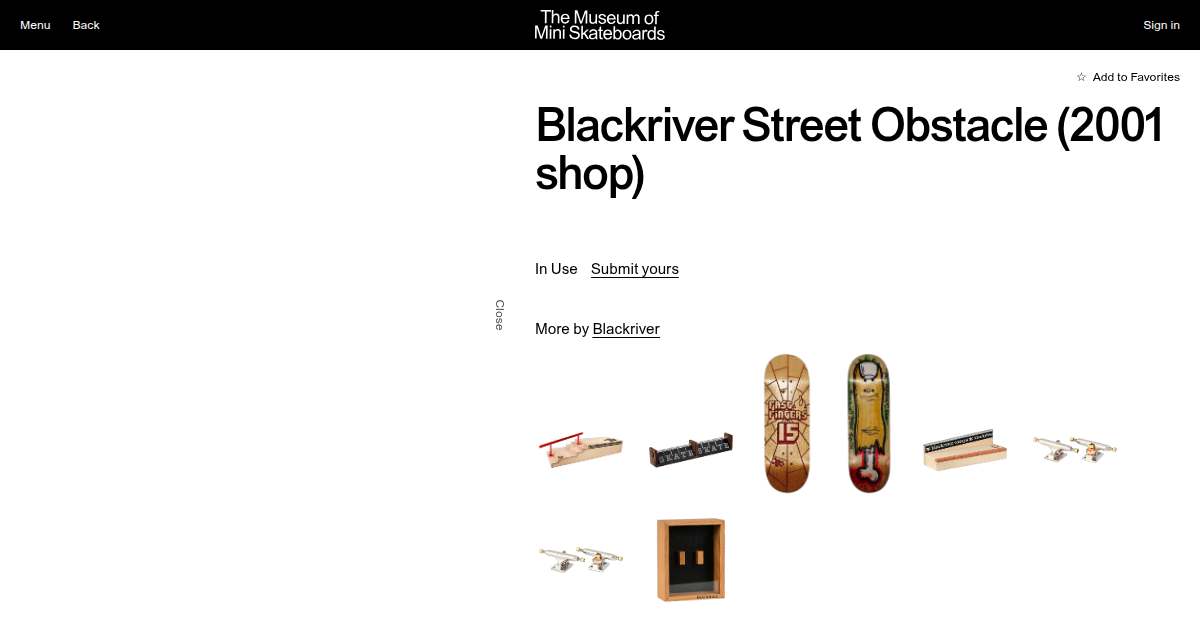 Menu
Back
The Museum of
Mini Skateboards
Sign in
☆ Add to Favorites
Blackriver Street Obstacle (2001
shop)
In Use
Submit yours
Close
More by Blackriver
FAST
FINGERS
15
SKATE SKATE